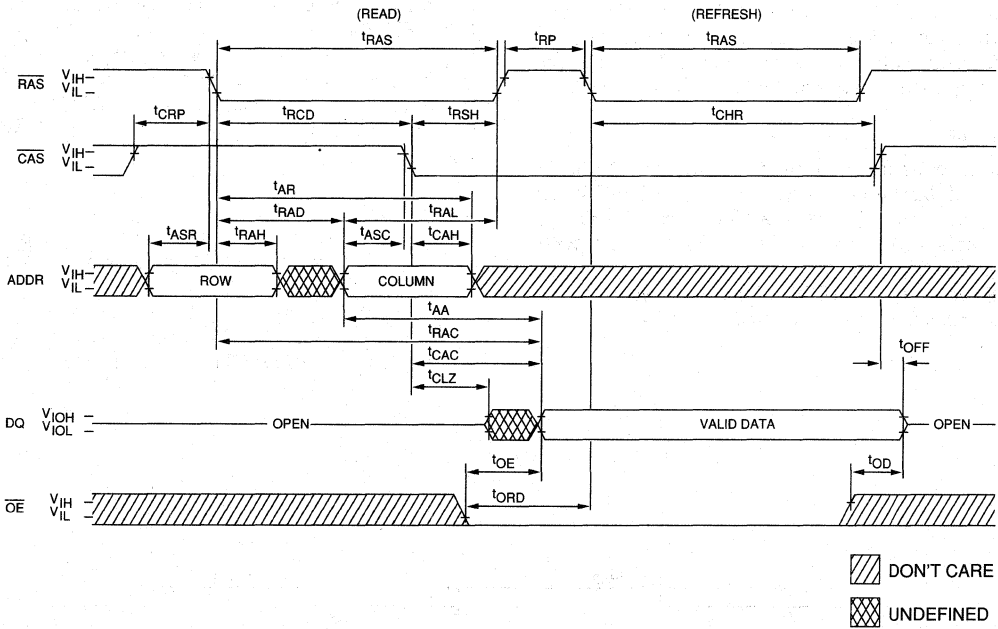 (READ) (REFRESH)
tRAS tRP tRAS
RAS VIH VIL
tCRP tRCD tRSH tCHR
CAS VIH VIL
tAR
tRAD tRAL
tASR tRAH tASC tCAH
ADDR VIH VIL ROW COLUMN
tAA
tRAC
tCAC
tOFF
tCLZ
DQ VIOH VIOL OPEN VALID DATA OPEN
tOE tOD
tORD
OE VIH VIL
DON'T CARE
UNDEFINED